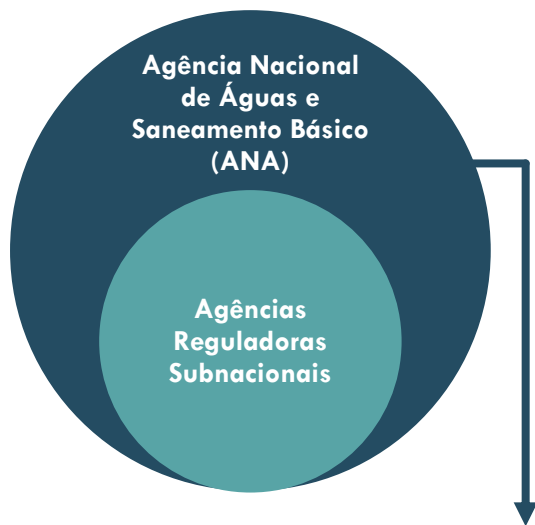 Agência Nacional
de Águas e
Saneamento Básico
(ANA)
Agências
Reguladoras
Subnacionais